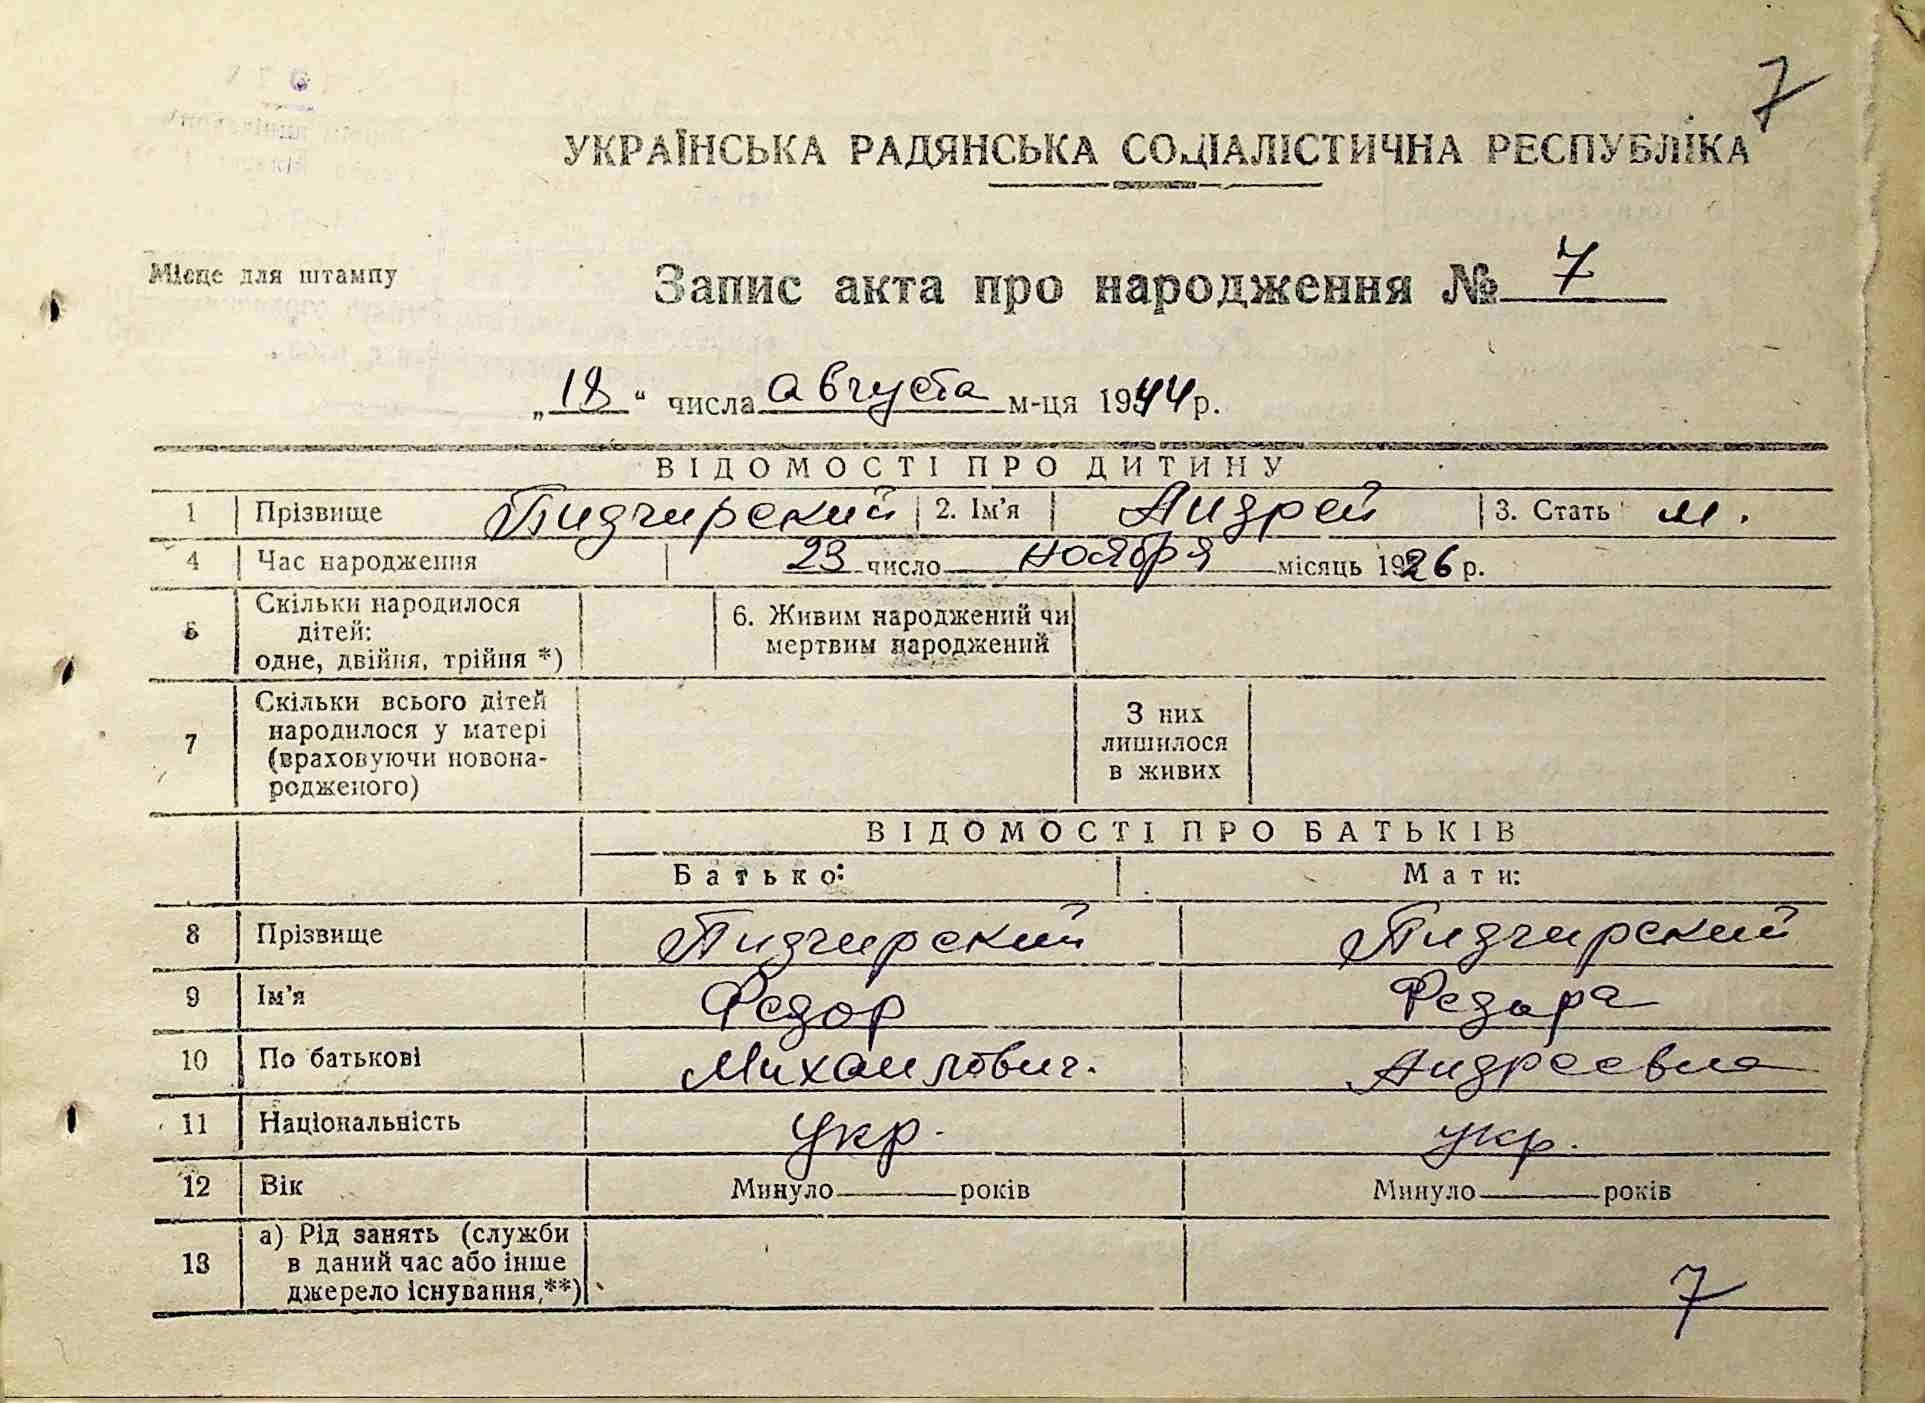 7
УКРАЇНСЬКА РАДЯНСЬКА СОЦІАЛІСТИЧНА РЕСПУБЛІКА
Місце для штампу
Запис акта про народження № 7
„18“ числа августа м-ця 1944 р.
ВІДОМОСТІ ПРО ДИТИНУ
1 Прізвище Пидгирский 2. Ім'я Андрей 3. Стать м.
4 Час народження 23 число ноября місяць 1926 р.
5 Скільки народилося дітей: одне, двійня, трійня *) 6. Живим народжений чи мертвим народжений
7 Скільки всього дітей народилося у матері (враховуючи новонародженого) З них лишилося в живих
ВІДОМОСТІ ПРО БАТЬКІВ
Батько: Мати:
8 Прізвище Пидгирский Пидгирский
9 Ім'я Федор Федора
10 По батькові Михаилович. Андреевна
11 Національність укр. укр.
12 Вік Минуло років Минуло років
13 а) Рід занять (служби в даний час або інше джерело існування,**)
7